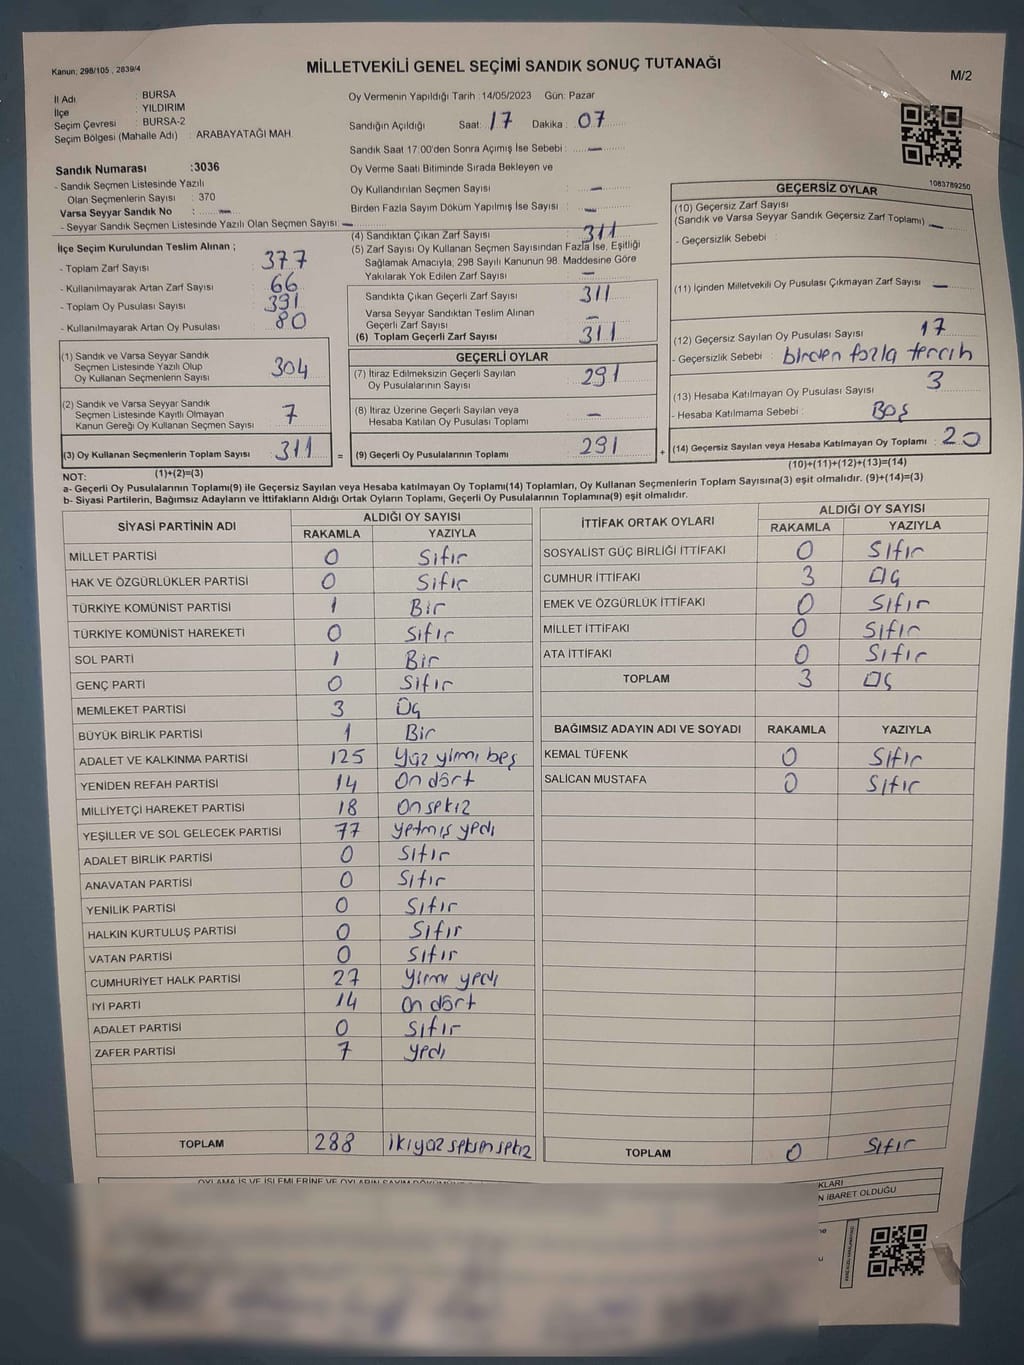 Kanun; 298/105 , 2839/4
MİLLETVEKİLİ GENEL SEÇİMİ SANDIK SONUÇ TUTANAĞI
M/2
İl Adı : BURSA
İlçe : YILDIRIM
Seçim Çevresi : BURSA-2
Seçim Bölgesi (Mahalle Adı) : ARABAYATAĞI MAH.
Sandık Numarası :3036
- Sandık Seçmen Listesinde Yazılı
Olan Seçmenlerin Sayısı : 370
Varsa Seyyar Sandık No : —
- Seyyar Sandık Seçmen Listesinde Yazılı Olan Seçmen Sayısı : —
Oy Vermenin Yapıldığı Tarih : 14/05/2023 Gün: Pazar
Sandığın Açıldığı Saat: 17 Dakika : 07
Sandık Saat 17:00'den Sonra Açımış İse Sebebi : —
Oy Verme Saati Bitiminde Sırada Bekleyen ve
Oy Kullandırılan Seçmen Sayısı : —
Birden Fazla Sayım Döküm Yapılmış İse Sayısı : —
1083789250
İlçe Seçim Kurulundan Teslim Alınan ;
- Toplam Zarf Sayısı : 377
- Kullanılmayarak Artan Zarf Sayısı : 66
- Toplam Oy Pusulası Sayısı : 391
- Kullanılmayarak Artan Oy Pusulası : 80
(1) Sandık ve Varsa Seyyar Sandık
Seçmen Listesinde Yazılı Olup
Oy Kullanan Seçmenlerin Sayısı : 304
(2) Sandık ve Varsa Seyyar Sandık
Seçmen Listesinde Kayıtlı Olmayan
Kanun Gereği Oy Kullanan Seçmen Sayısı : 7
(3) Oy Kullanan Seçmenlerin Toplam Sayısı : 311
(1)+(2)=(3)
(4) Sandıktan Çıkan Zarf Sayısı : 311
(5) Zarf Sayısı Oy Kullanan Seçmen Sayısından Fazla İse, Eşitliği
Sağlamak Amacıyla; 298 Sayılı Kanunun 98. Maddesine Göre
Yakılarak Yok Edilen Zarf Sayısı : —
Sandıkta Çıkan Geçerli Zarf Sayısı : 311
Varsa Seyyar Sandıktan Teslim Alınan
Geçerli Zarf Sayısı : —
(6) Toplam Geçerli Zarf Sayısı : 311
GEÇERLİ OYLAR
(7) İtiraz Edilmeksizin Geçerli Sayılan
Oy Pusulalarının Sayısı : 291
(8) İtiraz Üzerine Geçerli Sayılan veya
Hesaba Katılan Oy Pusulası Toplamı : —
= (9) Geçerli Oy Pusulalarının Toplamı : 291 +
GEÇERSİZ OYLAR
(10) Geçersiz Zarf Sayısı
(Sandık ve Varsa Seyyar Sandık Geçersiz Zarf Toplamı) : —
- Geçersizlik Sebebi :
(11) İçinden Milletvekili Oy Pusulası Çıkmayan Zarf Sayısı : —
(12) Geçersiz Sayılan Oy Pusulası Sayısı : 17
- Geçersizlik Sebebi : birden fazla tercih
(13) Hesaba Katılmayan Oy Pusulası Sayısı : 3
- Hesaba Katılmama Sebebi : Boş
(14) Geçersiz Sayılan veya Hesaba Katılmayan Oy Toplamı : 20
(10)+(11)+(12)+(13)=(14)
NOT:
a- Geçerli Oy Pusulalarının Toplamı(9) ile Geçersiz Sayılan veya Hesaba katılmayan Oy Toplamı(14) Toplamları, Oy Kullanan Seçmenlerin Toplam Sayısına(3) eşit olmalıdır. (9)+(14)=(3)
b- Siyasi Partilerin, Bağımsız Adayların ve İttifakların Aldığı Ortak Oyların Toplamı, Geçerli Oy Pusulalarının Toplamına(9) eşit olmalıdır.
SİYASİ PARTİNİN ADI ALDIĞI OY SAYISI
RAKAMLA YAZIYLA
MİLLET PARTİSİ 0 Sıfır
HAK VE ÖZGÜRLÜKLER PARTİSİ 0 Sıfır
TÜRKİYE KOMÜNİST PARTİSİ 1 Bir
TÜRKİYE KOMÜNİST HAREKETİ 0 Sıfır
SOL PARTİ 1 Bir
GENÇ PARTİ 0 Sıfır
MEMLEKET PARTİSİ 3 Üç
BÜYÜK BİRLİK PARTİSİ 1 Bir
ADALET VE KALKINMA PARTİSİ 125 Yüz yirmi beş
YENİDEN REFAH PARTİSİ 14 On dört
MİLLİYETÇİ HAREKET PARTİSİ 18 On sekiz
YEŞİLLER VE SOL GELECEK PARTİSİ 77 yetmiş yedi
ADALET BİRLİK PARTİSİ 0 Sıfır
ANAVATAN PARTİSİ 0 Sıfır
YENİLİK PARTİSİ 0 Sıfır
HALKIN KURTULUŞ PARTİSİ 0 Sıfır
VATAN PARTİSİ 0 Sıfır
CUMHURİYET HALK PARTİSİ 27 Yirmi yedi
İYİ PARTİ 14 On dört
ADALET PARTİSİ 0 Sıfır
ZAFER PARTİSİ 7 yedi
TOPLAM 288 ikiyüz seksen sekiz
İTTİFAK ORTAK OYLARI ALDIĞI OY SAYISI
RAKAMLA YAZIYLA
SOSYALİST GÜÇ BİRLİĞİ İTTİFAKI 0 Sıfır
CUMHUR İTTİFAKI 3 Üç
EMEK VE ÖZGÜRLÜK İTTİFAKI 0 Sıfır
MİLLET İTTİFAKI 0 Sıfır
ATA İTTİFAKI 0 Sıfır
TOPLAM 3 Üç
BAĞIMSIZ ADAYIN ADI VE SOYADI RAKAMLA YAZIYLA
KEMAL TÜFENK 0 Sıfır
SALİCAN MUSTAFA 0 Sıfır
TOPLAM 0 Sıfır
OYLAMA İŞ VE İŞLEMLERİNE VE OYLARIN SAYIM DÖKÜMÜNE
KLARI
N İBARET OLDUĞU